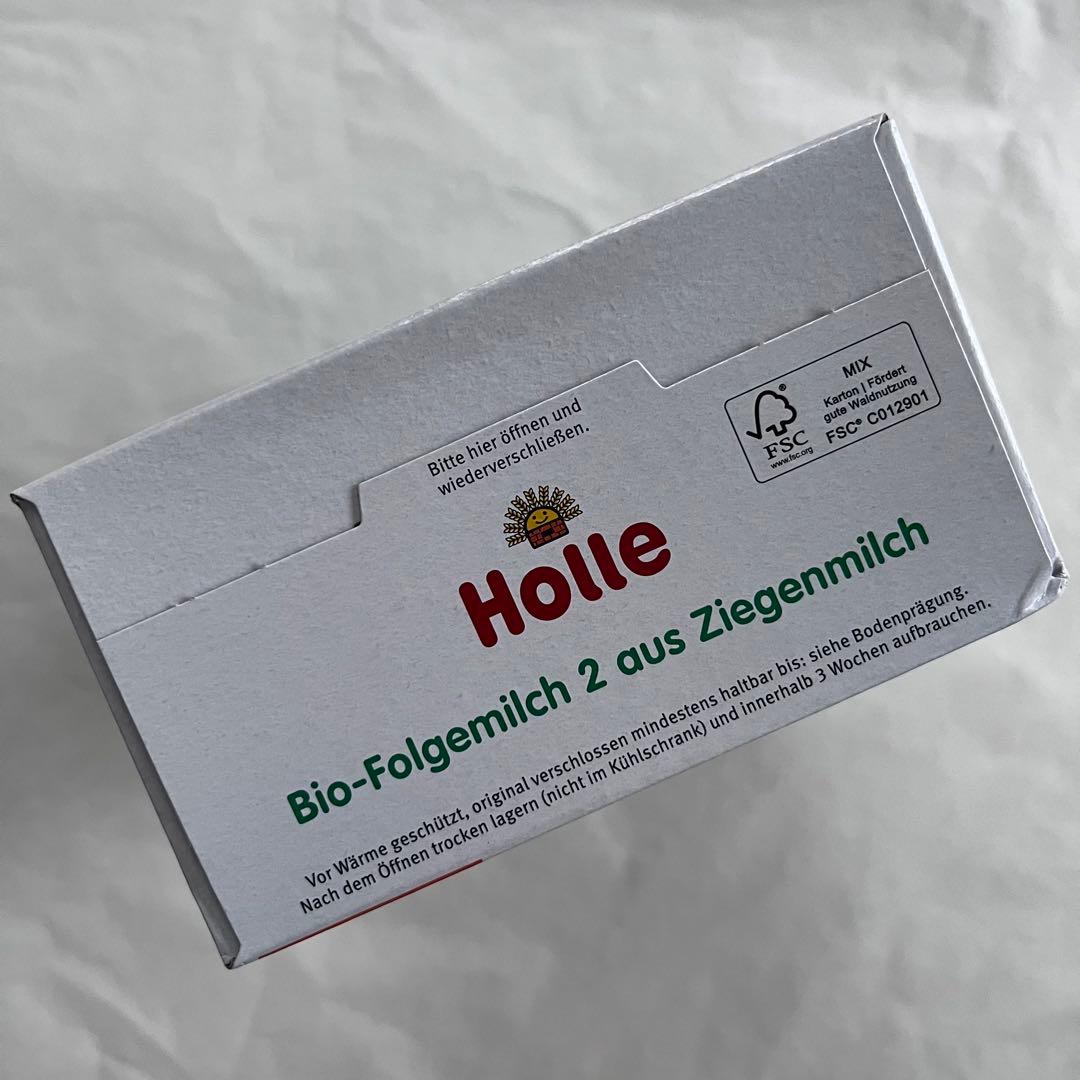 Bitte hier öffnen und
wiederverschließen.
MIX
Karton | Fördert
gute Waldnutzung
FSC® C012901
®
FSC
www.fsc.org
Holle
Bio-Folgemilch 2 aus Ziegenmilch
Vor Wärme geschützt, original verschlossen mindestens haltbar bis: siehe Bodenprägung.
Nach dem Öffnen trocken lagern (nicht im Kühlschrank) und innerhalb 3 Wochen aufbrauchen.